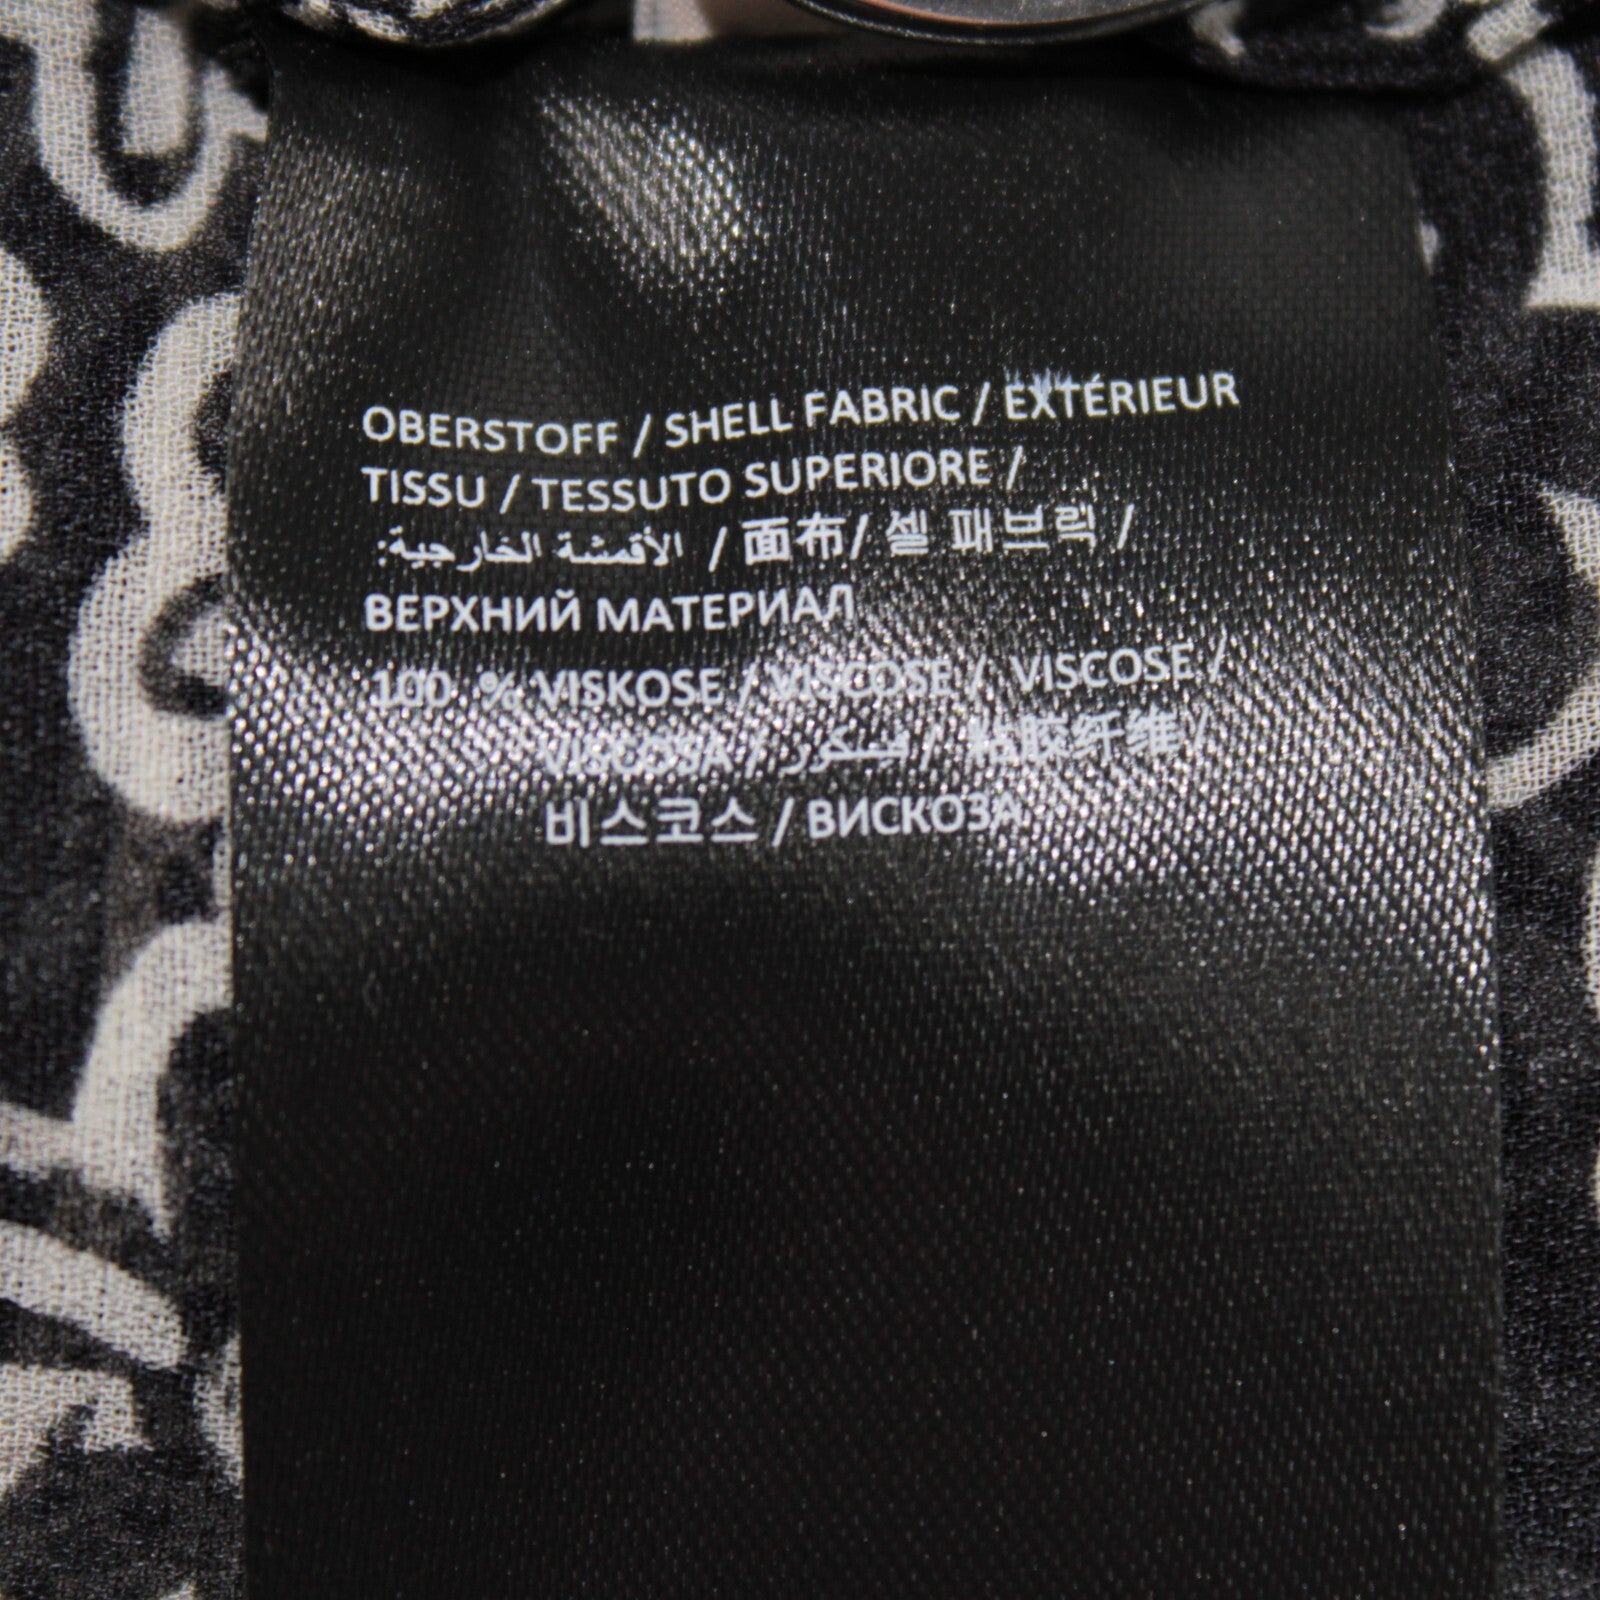 OBERSTOFF / SHELL FABRIC / EXTÉRIEUR
TISSU / TESSUTO SUPERIORE /
الأقمشة الخارجية: / 面布/ 셀 패브릭 /
ВЕРХНИЙ МАТЕРИАЛ
100 % VISKOSE / VISCOSE / VISCOSE /
VISCOSA / فيسكوز / 粘胶纤维 /
비스코스 / ВИСКОЗА